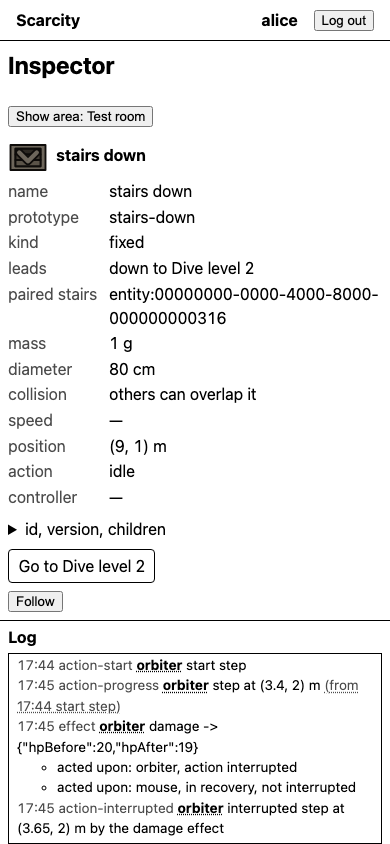 Scarcity alice Log out
Inspector
Show area: Test room
stairs down
name stairs down
prototype stairs-down
kind fixed
leads down to Dive level 2
paired stairs entity:00000000-0000-4000-8000-
000000000316
mass 1 g
diameter 80 cm
collision others can overlap it
speed —
position (9, 1) m
action idle
controller —
▶ id, version, children
Go to Dive level 2
Follow
Log
17:44 action-start orbiter start step
17:45 action-progress orbiter step at (3.4, 2) m (from
17:44 start step)
17:45 effect orbiter damage ->
{"hpBefore":20,"hpAfter":19}
◦ acted upon: orbiter, action interrupted
◦ acted upon: mouse, in recovery, not interrupted
17:45 action-interrupted orbiter interrupted step at
(3.65, 2) m by the damage effect